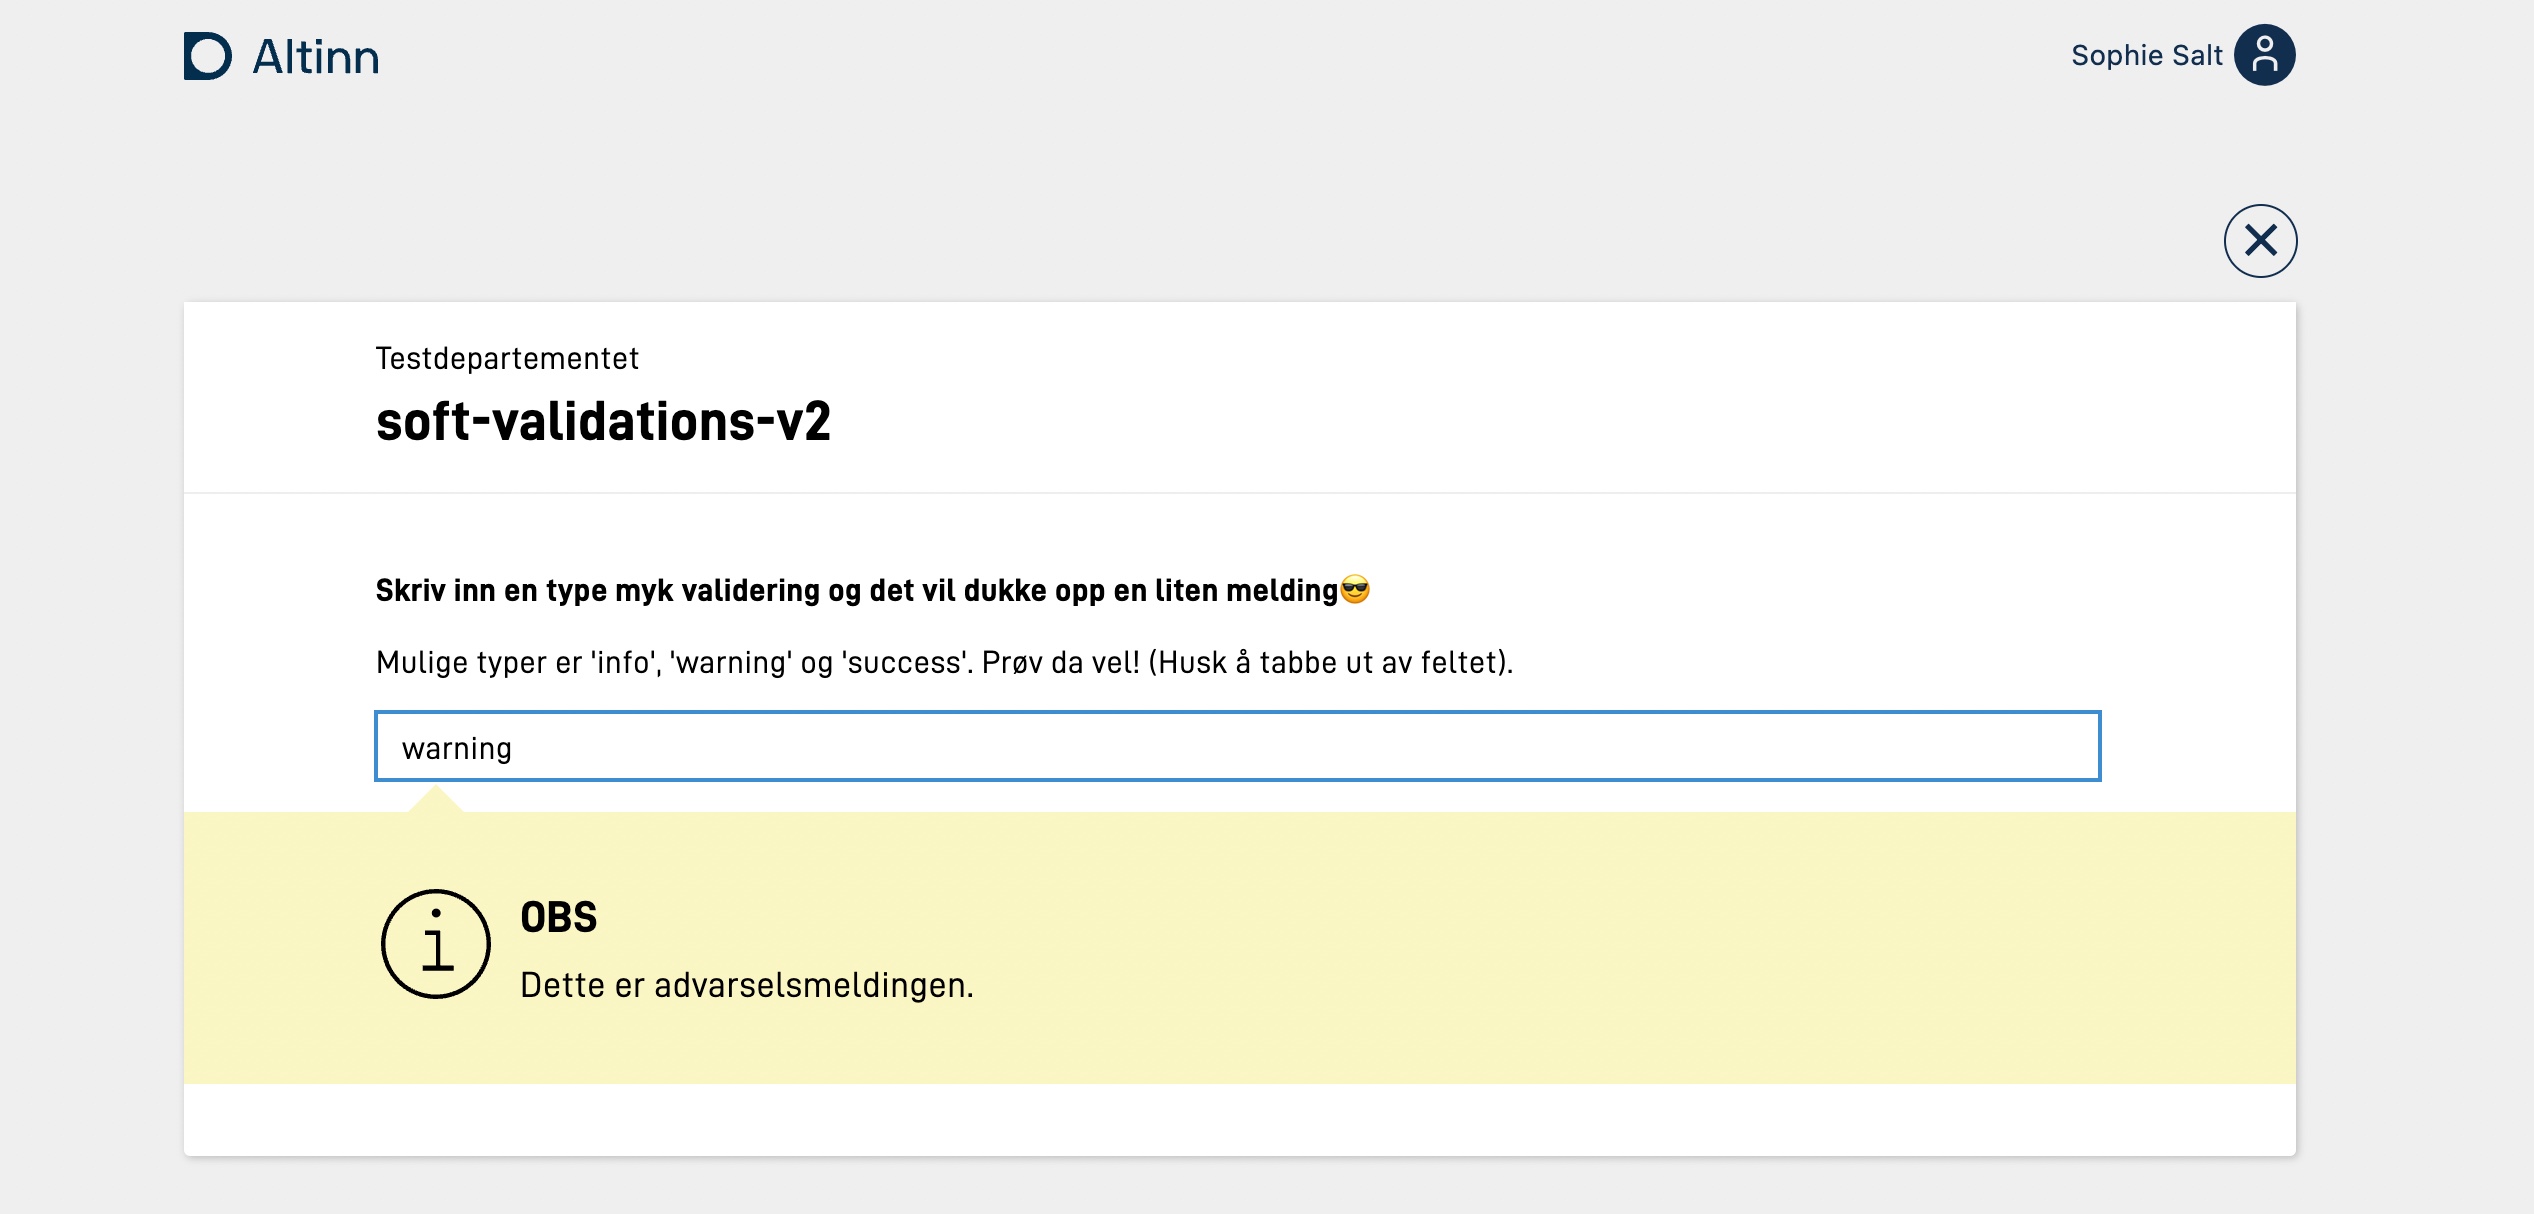 Altinn
Sophie Salt
Testdepartementet
soft-validations-v2
Skriv inn en type myk validering og det vil dukke opp en liten melding😎
Mulige typer er 'info', 'warning' og 'success'. Prøv da vel! (Husk å tabbe ut av feltet).
warning
OBS
Dette er advarselsmeldingen.